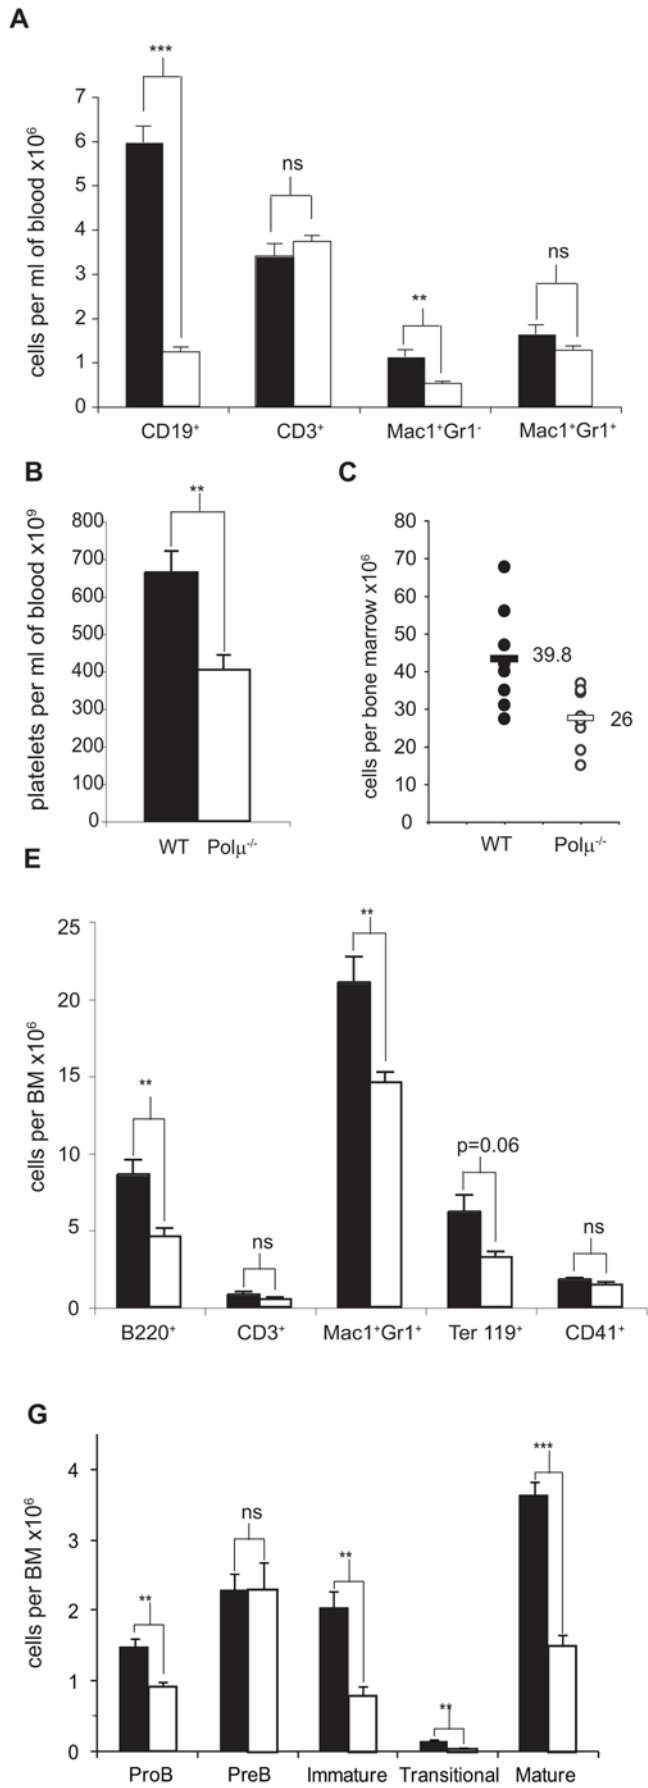 A
***
7
6
5
4
3
2
1
0
cells per ml of blood x10⁶
ns
**
ns
CD19⁺ CD3⁺ Mac1⁺Gr1⁻ Mac1⁺Gr1⁺
B
**
800
700
600
500
400
300
200
100
0
platelets per ml of blood x10⁹
WT Polμ⁻/⁻
C
80
70
60
50
40
30
20
10
0
cells per bone marrow x10⁶
39.8
26
WT Polμ⁻/⁻
E
25
20
15
10
5
0
cells per BM x10⁶
**
ns
**
p=0.06
ns
B220⁺ CD3⁺ Mac1⁺Gr1⁺ Ter 119⁺ CD41⁺
G
4
3
2
1
0
cells per BM x10⁶
**
ns
**
**
***
ProB PreB Immature Transitional Mature